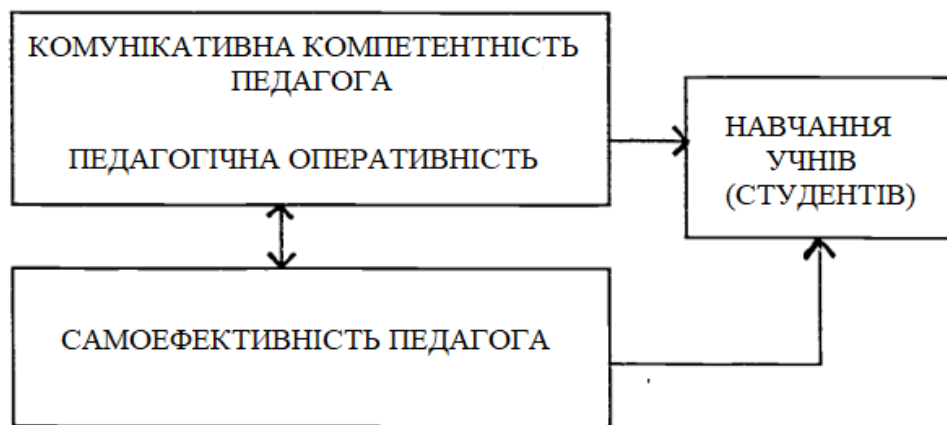 КОМУНІКАТИВНА КОМПЕТЕНТНІСТЬ
ПЕДАГОГА
ПЕДАГОГІЧНА ОПЕРАТИВНІСТЬ
НАВЧАННЯ
УЧНІВ
(СТУДЕНТІВ)
САМОЕФЕКТИВНІСТЬ ПЕДАГОГА